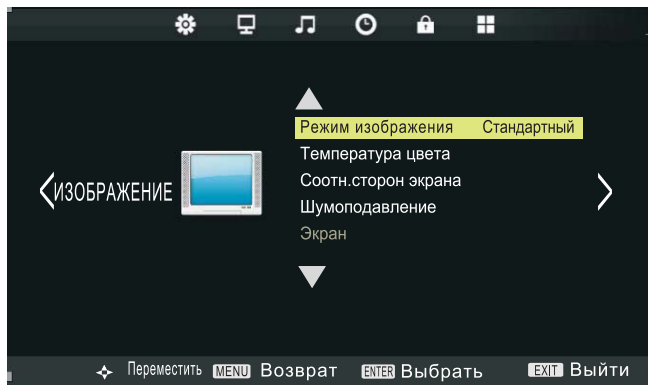 Режим изображения Стандартный
Температура цвета
Соотн.сторон экрана
ИЗОБРАЖЕНИЕ
Шумоподавление
Экран
Переместить MENU Возврат ENTER Выбрать EXIT Выйти